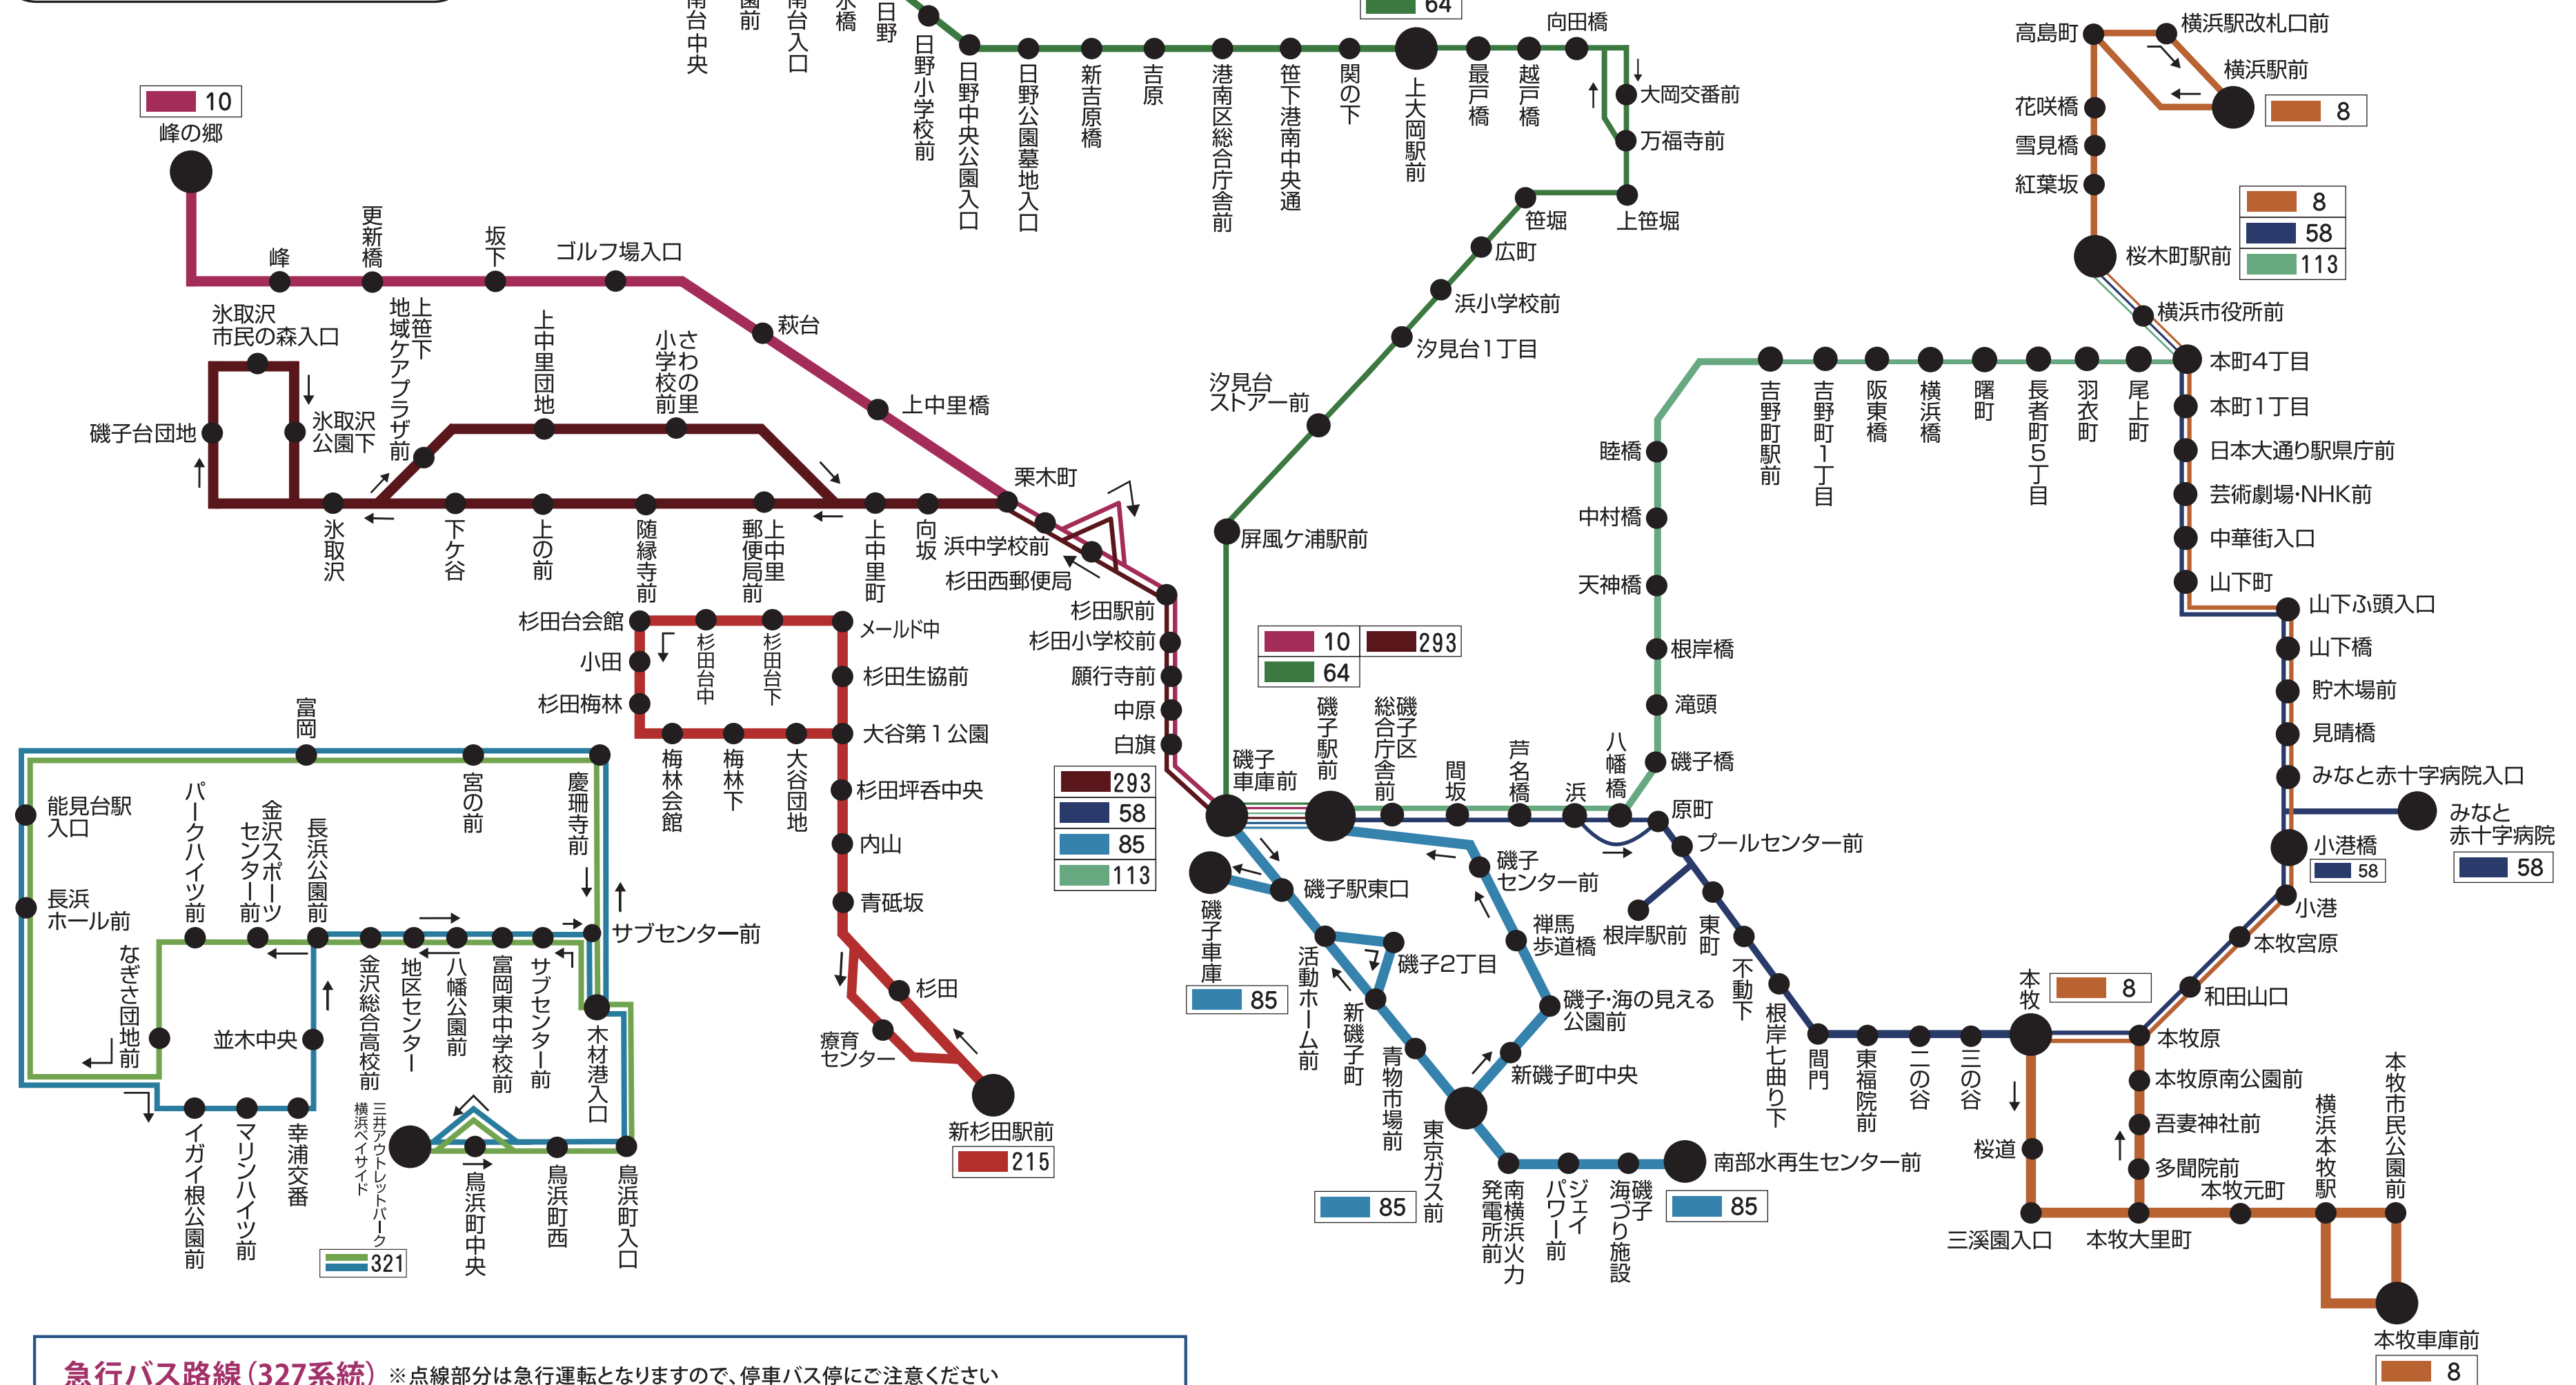 南台中央
園前
南台入口
水橋
日野
日野小学校前
日野中央公園入口
日野公園墓地入口
新吉原橋
吉原
港南区総合庁舎前
笹下港南中央通
関の下
64
上大岡駅前
最戸橋
越戸橋
向田橋
大岡交番前
万福寺前
上笹堀
笹堀
広町
浜小学校前
汐見台1丁目
汐見台
ストアー前
屏風ケ浦駅前
高島町
横浜駅改札口前
横浜駅前
8
花咲橋
雪見橋
紅葉坂
8
58
113
桜木町駅前
横浜市役所前
本町4丁目
尾上町
羽衣町
長者町5丁目
曙町
横浜橋
阪東橋
吉野町1丁目
吉野町駅前
睦橋
中村橋
天神橋
根岸橋
滝頭
磯子橋
八幡橋
浜
芦名橋
間坂
磯子区
総合庁舎前
磯子駅前
磯子
車庫前
10
293
64
10
峰の郷
峰
更新橋
坂下
ゴルフ場入口
萩台
上中里橋
栗木町
浜中学校前
杉田西郵便局
杉田駅前
杉田小学校前
願行寺前
中原
白旗
293
58
85
113
氷取沢
市民の森入口
氷取沢
公園下
磯子台団地
上笹下
地域ケアプラザ前
上中里団地
さわの里
小学校前
氷取沢
下ケ谷
上の前
随縁寺前
上中里
郵便局前
上中里町
向坂
杉田台会館
杉田台中
杉田台下
メールド中
小田
杉田梅林
梅林会館
梅林下
大谷団地
杉田生協前
大谷第1公園
杉田坪呑中央
内山
青砥坂
杉田
療育
センター
新杉田駅前
215
富岡
宮の前
慶珊寺前
能見台駅
入口
長浜
ホール前
パークハイツ前
金沢スポーツ
センター前
長浜公園前
サブセンター前
なぎさ団地前
並木中央
金沢総合高校前
地区センター
八幡公園前
富岡東中学校前
サブセンター前
木材港入口
イガイ根公園前
マリンハイツ前
幸浦交番
三井アウトレットパーク
横浜ベイサイド
321
鳥浜町中央
鳥浜町西
鳥浜町入口
磯子車庫
85
磯子駅東口
活動ホーム前
磯子2丁目
新磯子町
青物市場前
東京ガス前
85
新磯子町中央
磯子・海の見える
公園前
禅馬
歩道橋
磯子
センター前
南横浜火力
発電所前
ジェイ
パワー前
磯子
海づり施設
南部水再生センター前
85
原町
プールセンター前
根岸駅前
東町
不動下
根岸七曲り下
間門
東福院前
二の谷
三の谷
本牧
8
本牧原
和田山口
本牧宮原
小港
小港橋
58
みなと
赤十字病院
58
みなと赤十字病院入口
見晴橋
貯木場前
山下橋
山下ふ頭入口
山下町
中華街入口
芸術劇場・NHK前
日本大通り駅県庁前
本町1丁目
本牧原南公園前
吾妻神社前
多聞院前
桜道
三溪園入口
本牧大里町
本牧元町
横浜本牧駅
本牧市民公園前
本牧車庫前
8
急行バス路線(327系統) ※点線部分は急行運転となりますので、停車バス停にご注意ください